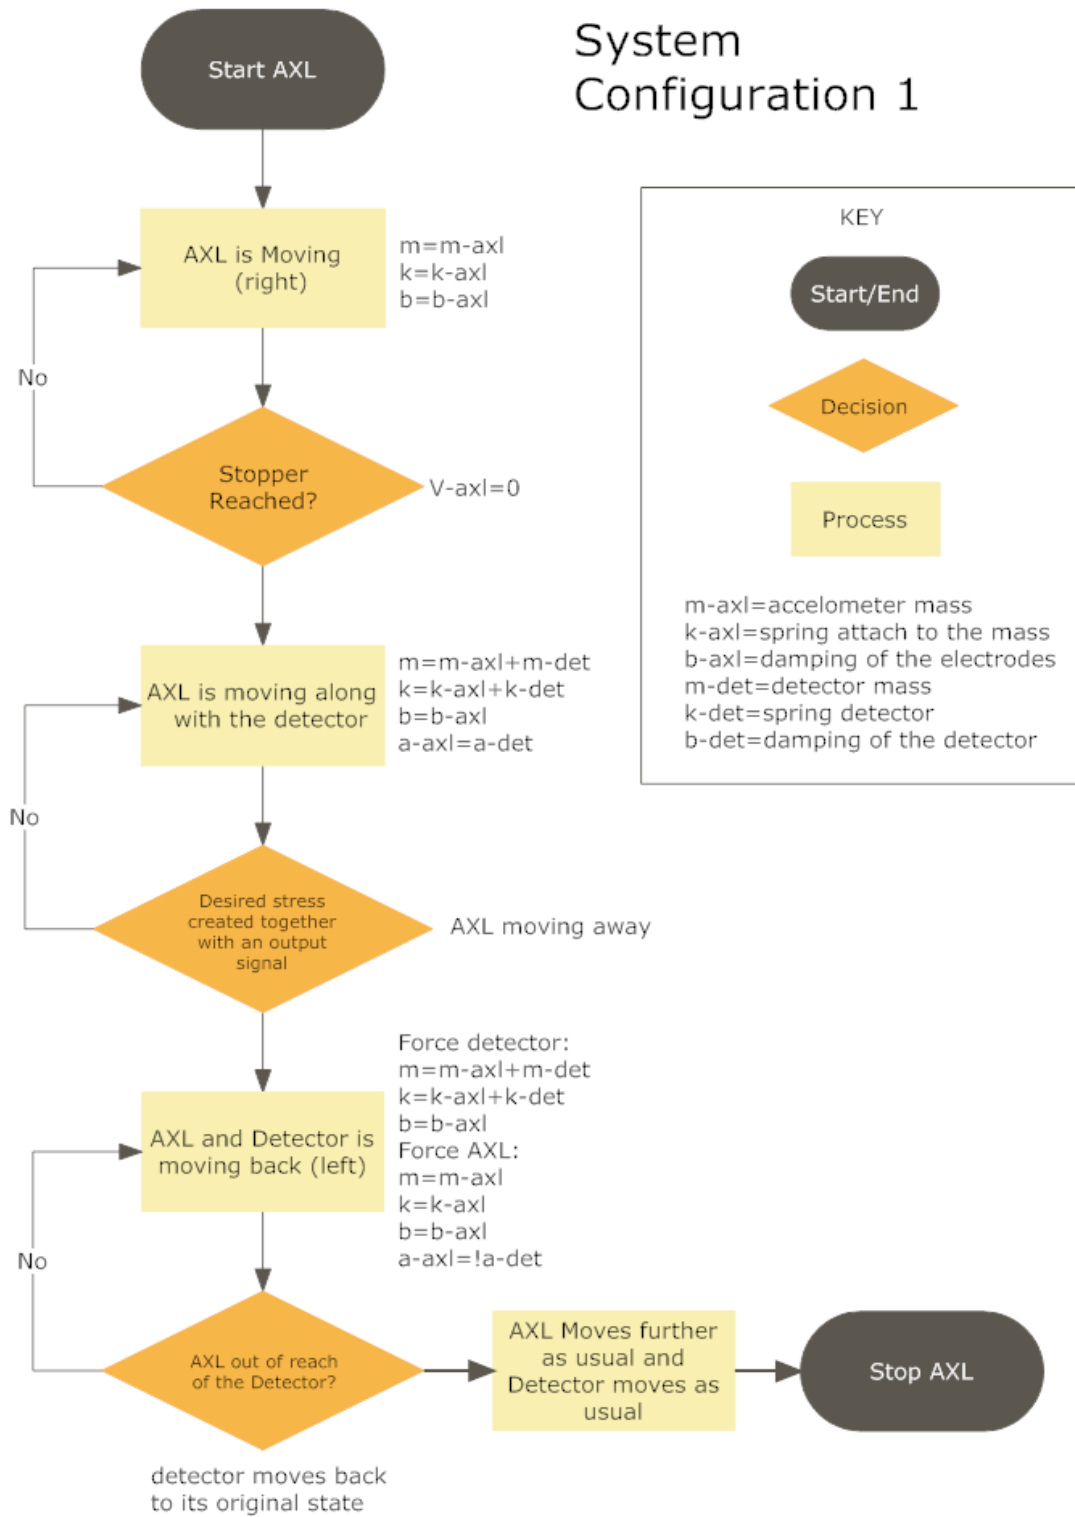 System
Configuration 1
Start AXL
AXL is Moving
(right)
m=m-axl
k=k-axl
b=b-axl
No
Stopper
Reached?
V-axl=0
AXL is moving along
with the detector
m=m-axl+m-det
k=k-axl+k-det
b=b-axl
a-axl=a-det
No
Desired stress
created together
with an output
signal
AXL moving away
AXL and Detector is
moving back (left)
Force detector:
m=m-axl+m-det
k=k-axl+k-det
b=b-axl
Force AXL:
m=m-axl
k=k-axl
b=b-axl
a-axl=!a-det
No
AXL out of reach
of the Detector?
detector moves back
to its original state
AXL Moves further
as usual and
Detector moves as
usual
Stop AXL
KEY
Start/End
Decision
Process
m-axl=accelometer mass
k-axl=spring attach to the mass
b-axl=damping of the electrodes
m-det=detector mass
k-det=spring detector
b-det=damping of the detector